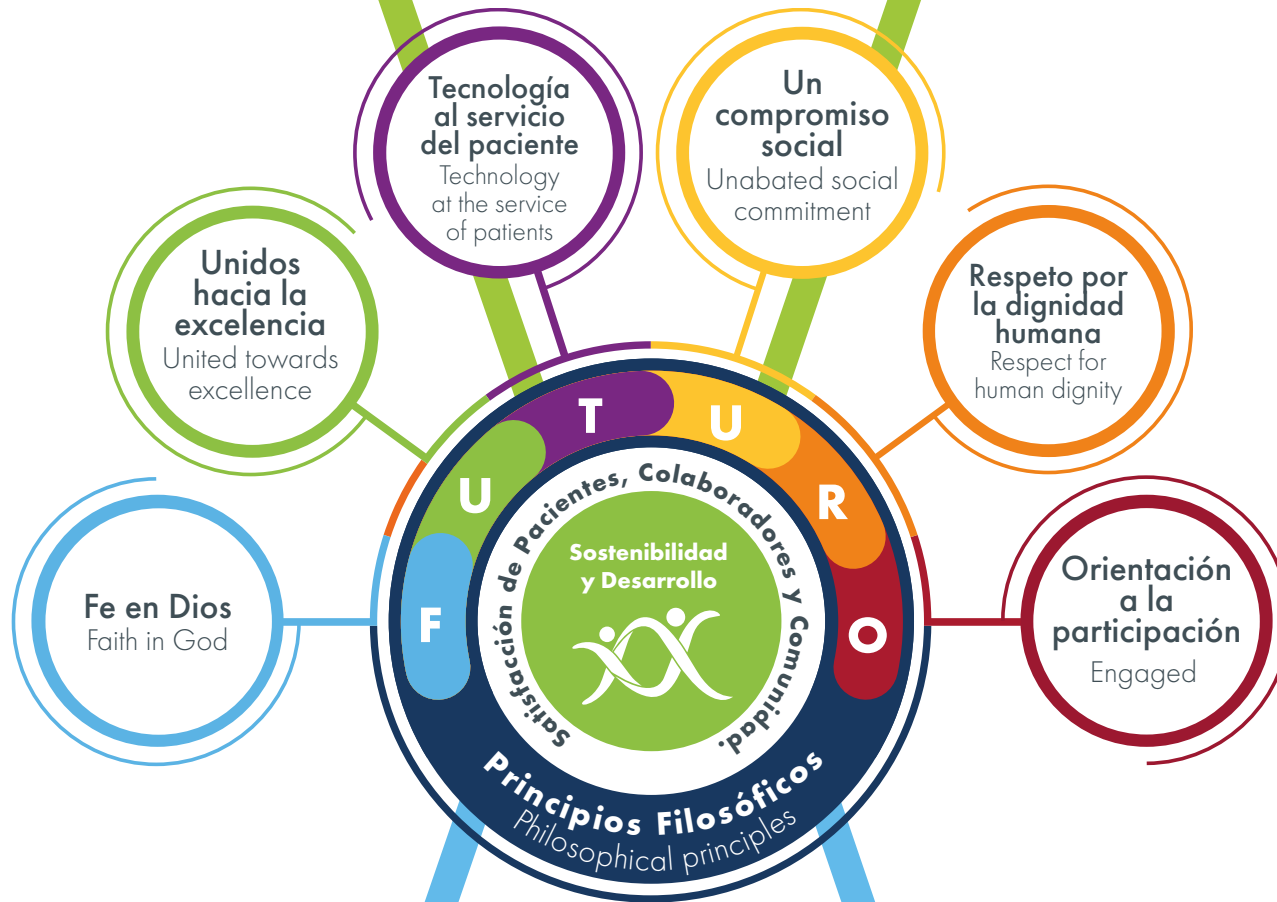 Fe en Dios
Faith in God
Unidos
hacia la
excelencia
United towards
excellence
Tecnología
al servicio
del paciente
Technology
at the service
of patients
Un
compromiso
social
Unabated social
commitment
Respeto por
la dignidad
humana
Respect for
human dignity
Orientación
a la
participación
Engaged
F
U
T
U
R
O
Satisfacción de Pacientes, Colaboradores y Comunidad.
Sostenibilidad
y Desarrollo
Principios Filosóficos
Philosophical principles